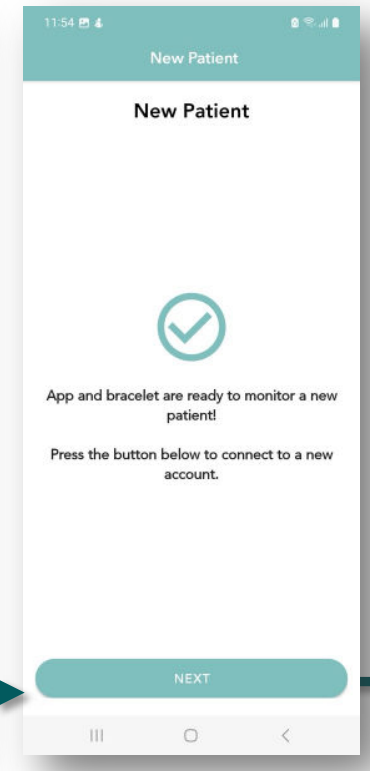 11:54
New Patient
New Patient
App and bracelet are ready to monitor a new
patient!
Press the button below to connect to a new
account.
NEXT